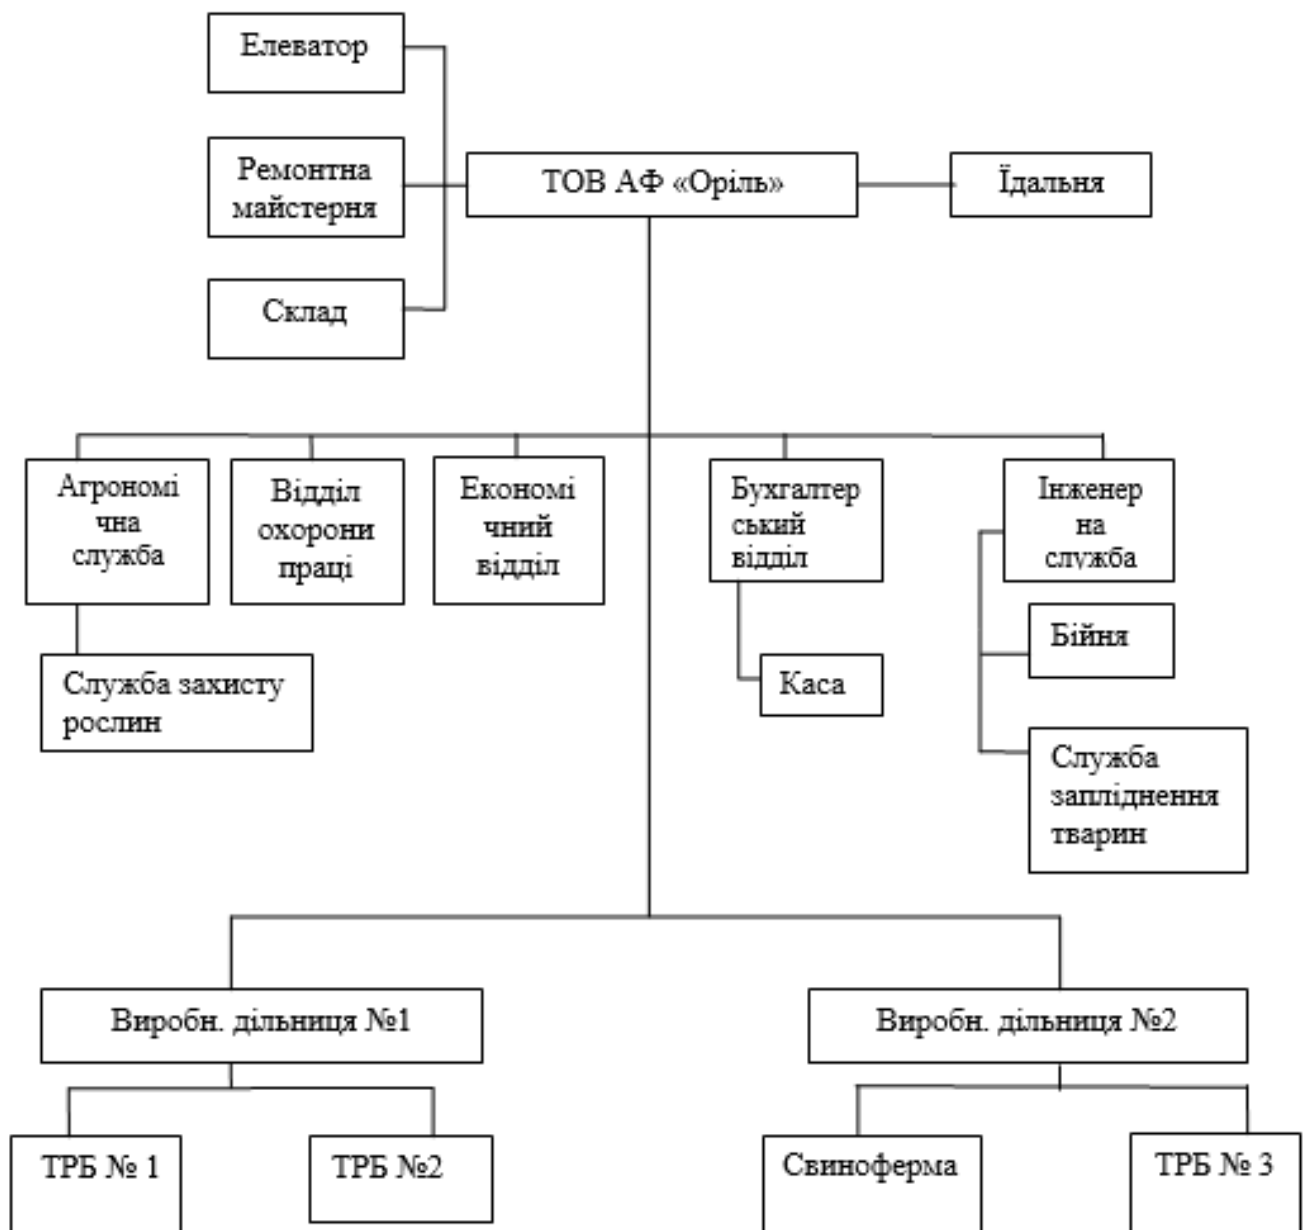 Елеватор
Ремонтна
майстерня
ТОВ АФ «Оріль»
Їдальня
Склад
Агрономі
чна
служба
Відділ
охорони
праці
Економі
чний
відділ
Бухгалтер
ський
відділ
Інженер
на
служба
Бійня
Служба захисту
рослин
Каса
Служба
запліднення
тварин
Виробн. дільниця №1
Виробн. дільниця №2
ТРБ № 1
ТРБ №2
Свиноферма
ТРБ № 3